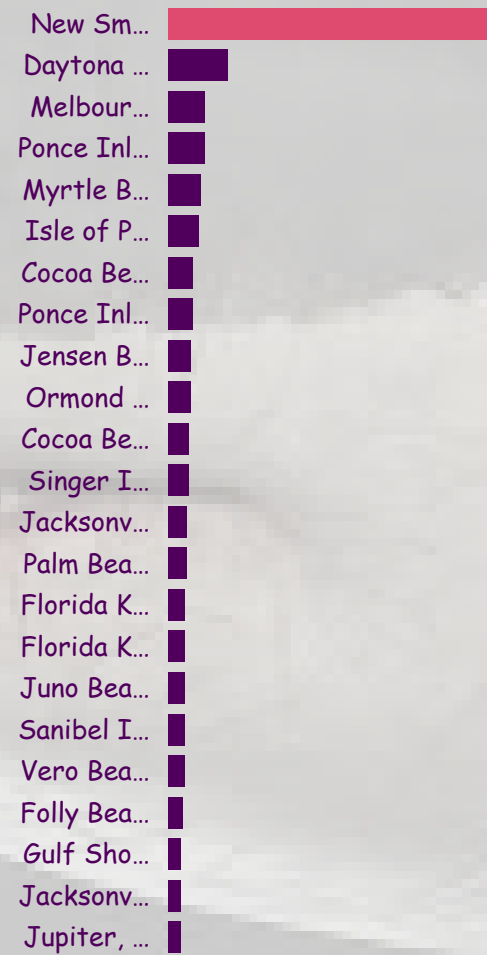 New Sm...
Daytona ...
Melbour...
Ponce Inl...
Myrtle B...
Isle of P...
Cocoa Be...
Ponce Inl...
Jensen B...
Ormond ...
Cocoa Be...
Singer I...
Jacksonv...
Palm Bea...
Florida K...
Florida K...
Juno Bea...
Sanibel I...
Vero Bea...
Folly Bea...
Gulf Sho...
Jacksonv...
Jupiter, ...